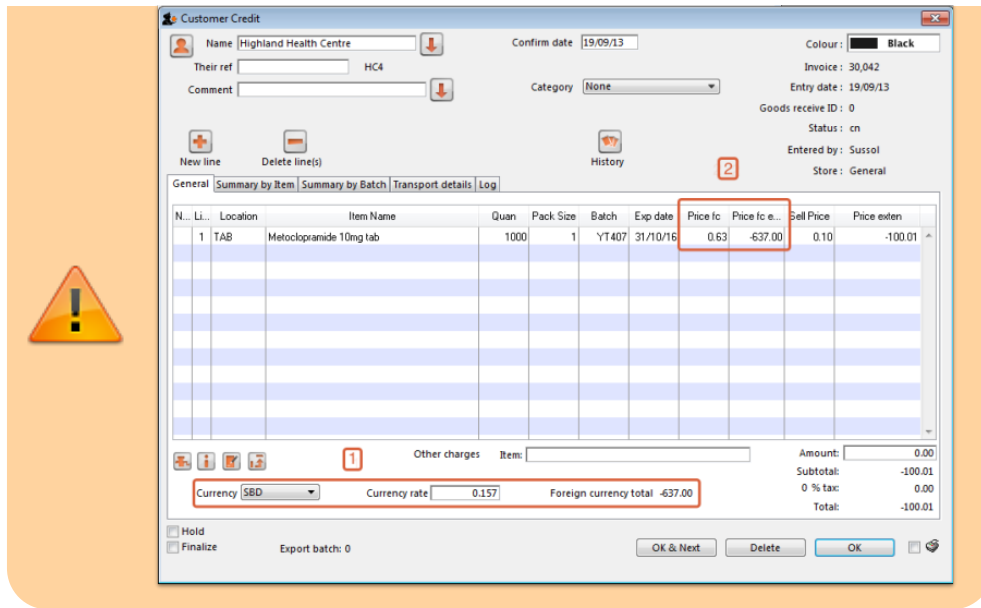 Customer Credit
Name Highland Health Centre Confirm date 19/09/13 Colour : Black
Their ref HC4 Invoice : 30,042
Comment Category None Entry date : 19/09/13
Goods receive ID : 0
Status : cn
Entered by : Sussol
New line Delete line(s) History 2 Store : General
General Summary by Item Summary by Batch Transport details Log
N... Li... Location Item Name Quan Pack Size Batch Exp date Price fc Price fc e... Sell Price Price exten
1 TAB Metoclopramide 10mg tab 1000 1 YT407 31/10/16 0.63 -637.00 0.10 -100.01
1 Other charges Item: Amount: 0.00
Subtotal: -100.01
Currency SBD Currency rate 0.157 Foreign currency total -637.00 0 % tax: 0.00
Total: -100.01
Hold
Finalize Export batch: 0 OK & Next Delete OK